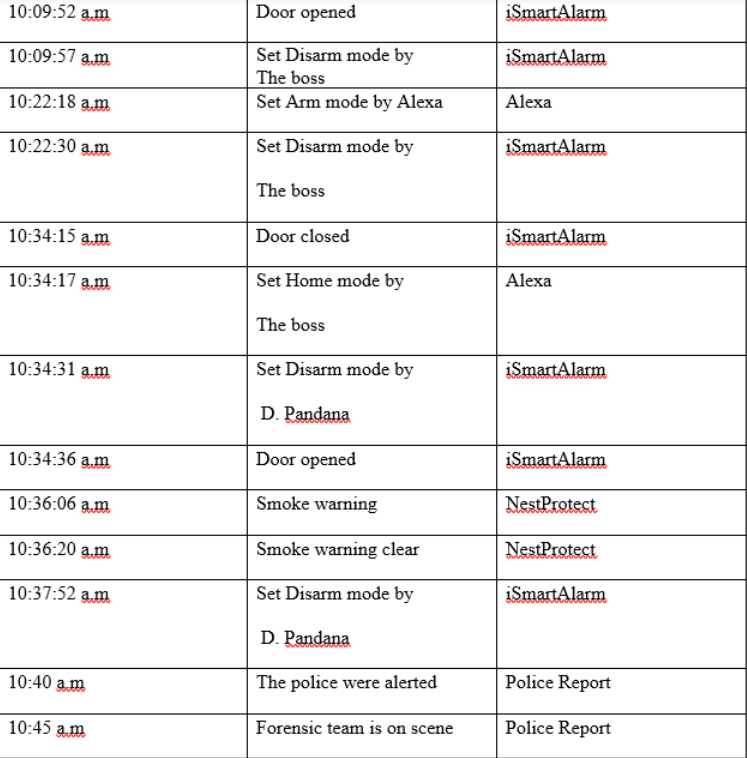 10:09:52 a.m Door opened iSmartAlarm
10:09:57 a.m Set Disarm mode by iSmartAlarm
The boss
10:22:18 a.m Set Arm mode by Alexa Alexa
10:22:30 a.m Set Disarm mode by iSmartAlarm
The boss
10:34:15 a.m Door closed iSmartAlarm
10:34:17 a.m Set Home mode by Alexa
The boss
10:34:31 a.m Set Disarm mode by iSmartAlarm
D. Pandana
10:34:36 a.m Door opened iSmartAlarm
10:36:06 a.m Smoke warning NestProtect
10:36:20 a.m Smoke warning clear NestProtect
10:37:52 a.m Set Disarm mode by iSmartAlarm
D. Pandana
10:40 a.m The police were alerted Police Report
10:45 a.m Forensic team is on scene Police Report